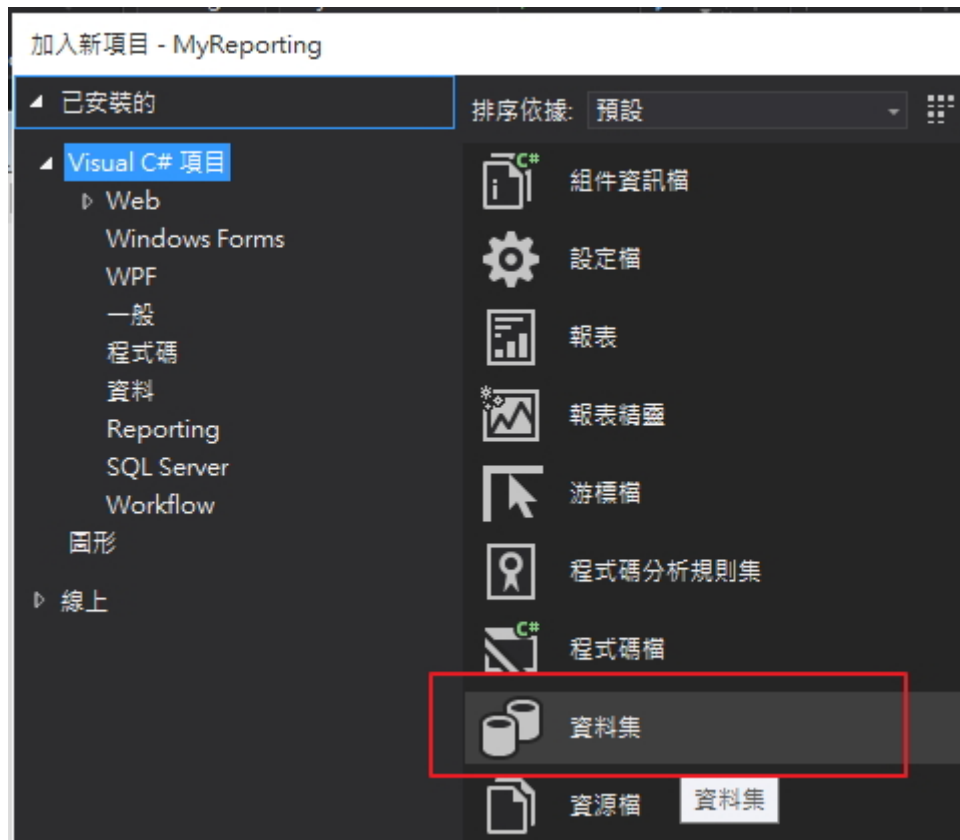 加入新項目 - MyReporting
已安裝的
排序依據: 預設
Visual C# 項目
Web
Windows Forms
WPF
一般
程式碼
資料
Reporting
SQL Server
Workflow
圖形
線上
C#
組件資訊檔
設定檔
報表
報表精靈
游標檔
程式碼分析規則集
C#
程式碼檔
資料集
資源檔
資料集